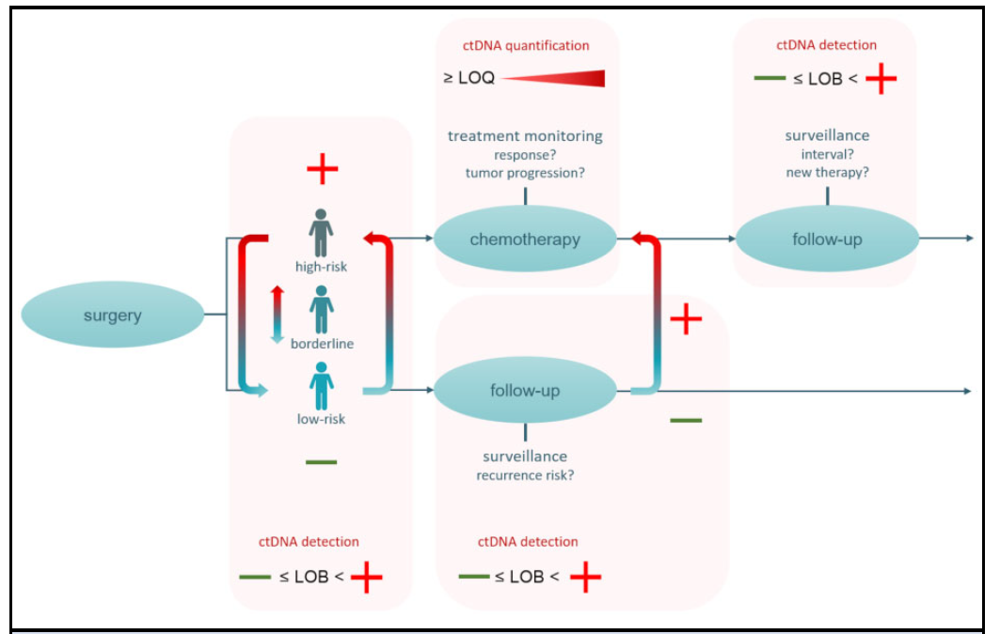 ctDNA quantification
≥ LOQ
treatment monitoring
response?
tumor progression?
chemotherapy
ctDNA detection
— ≤ LOB < +
surveillance
interval?
new therapy?
follow-up
surgery
+
high-risk
borderline
low-risk
—
ctDNA detection
— ≤ LOB < +
follow-up
+
—
surveillance
recurrence risk?
ctDNA detection
— ≤ LOB < +